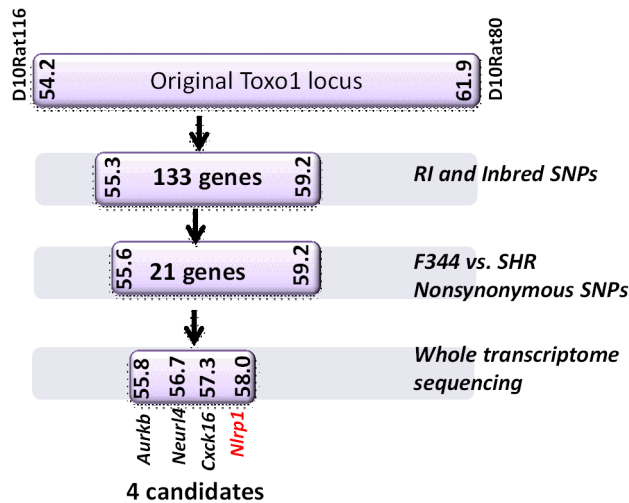 D10Rat116
54.2
Original Toxo1 locus
61.9
D10Rat80
55.3
133 genes
59.2
RI and Inbred SNPs
55.6
21 genes
59.2
F344 vs. SHR
Nonsynonymous SNPs
55.8
56.7
57.3
58.0
Whole transcriptome
sequencing
Aurkb
Neurl4
Cxck16
Nlrp1
4 candidates